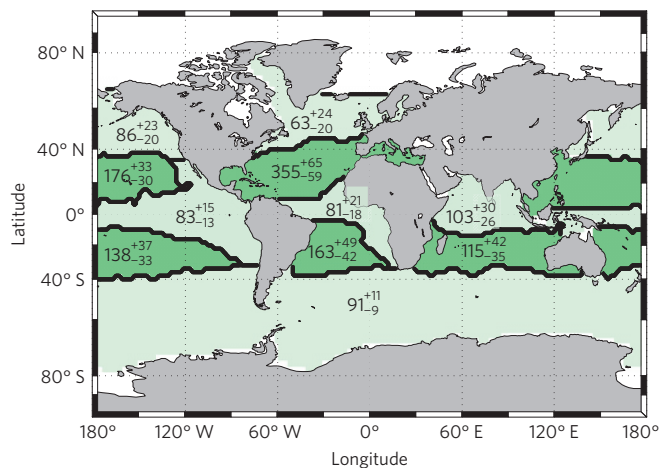 80° N
40° N
0°
40° S
80° S
Latitude
63 +24 −20
86 +23 −20
176 +33 −30
355 +65 −59
83 +15 −13
81 +21 −18
103 +30 −26
138 +37 −33
163 +49 −42
115 +42 −35
91 +11 −9
180° 120° W 60° W 0° 60° E 120° E 180°
Longitude